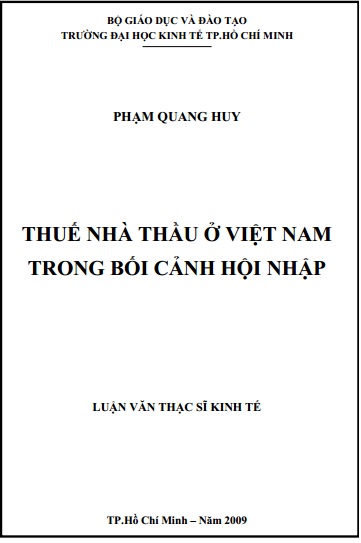 BỘ GIÁO DỤC VÀ ĐÀO TẠO
TRƯỜNG ĐẠI HỌC KINH TẾ TP.HỒ CHÍ MINH
PHẠM QUANG HUY
THUẾ NHÀ THẦU Ở VIỆT NAM
TRONG BỐI CẢNH HỘI NHẬP
LUẬN VĂN THẠC SĨ KINH TẾ
TP.Hồ Chí Minh – Năm 2009